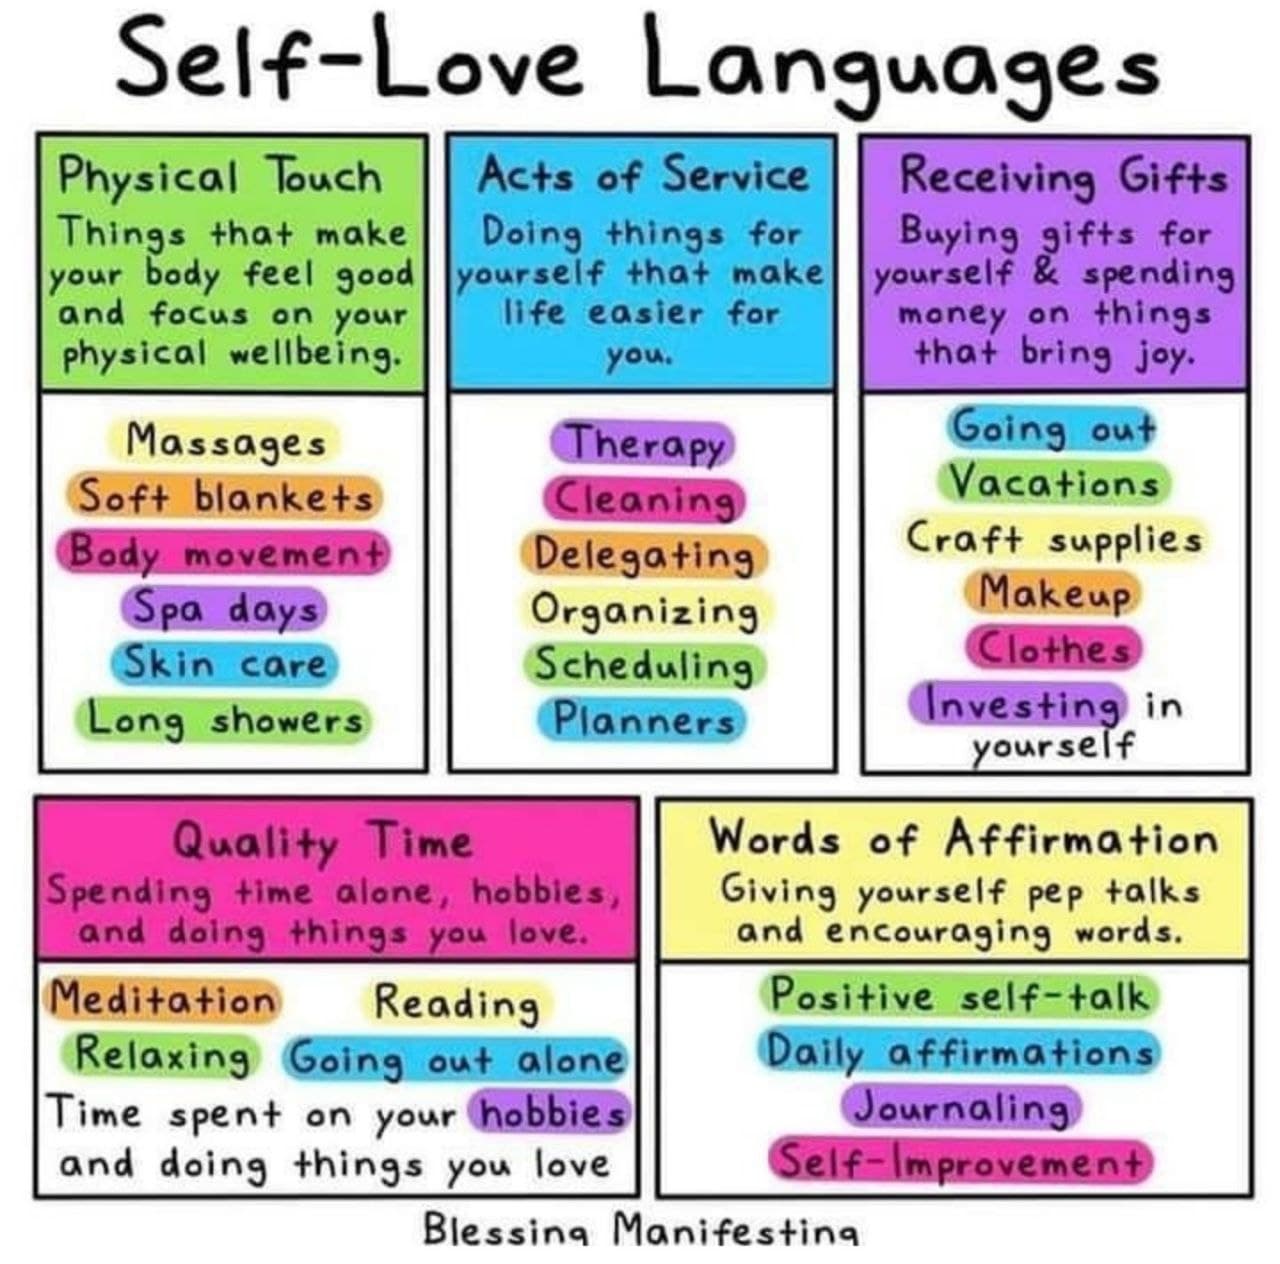 Self-Love Languages
Physical Touch
Things that make
your body feel good
and focus on your
physical wellbeing.
Massages
Soft blankets
Body movement
Spa days
Skin care
Long showers
Acts of Service
Doing things for
yourself that make
life easier for
you.
Therapy
Cleaning
Delegating
Organizing
Scheduling
Planners
Receiving Gifts
Buying gifts for
yourself & spending
money on things
that bring joy.
Going out
Vacations
Craft supplies
Makeup
Clothes
Investing in
yourself
Quality Time
Spending time alone, hobbies,
and doing things you love.
Meditation Reading
Relaxing Going out alone
Time spent on your hobbies
and doing things you love
Words of Affirmation
Giving yourself pep talks
and encouraging words.
Positive self-talk
Daily affirmations
Journaling
Self-Improvement
Blessing Manifesting